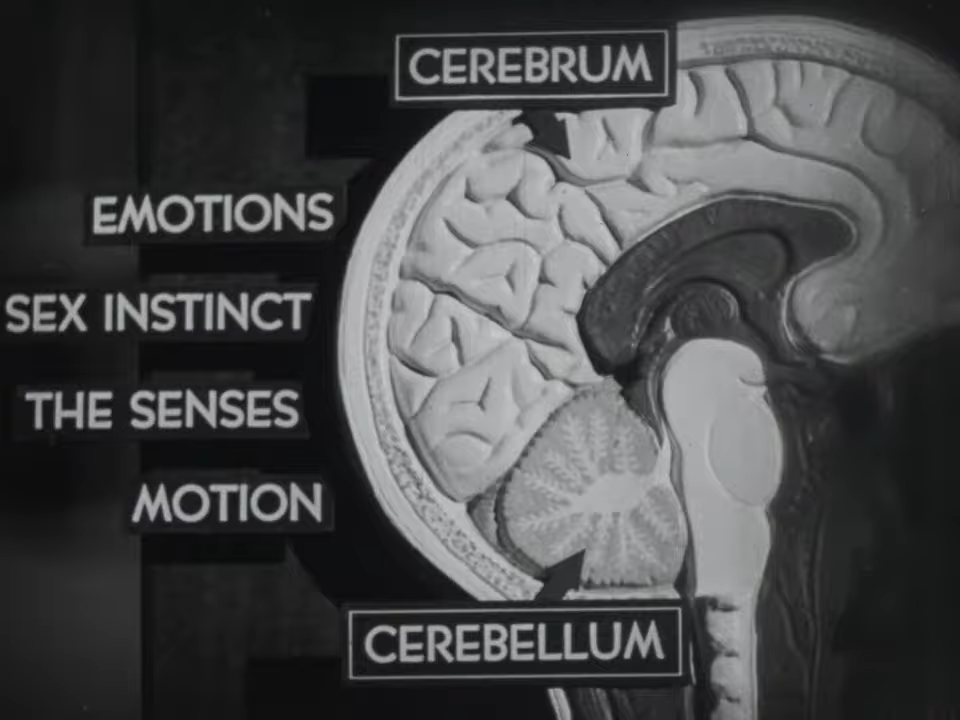 CEREBRUM
EMOTIONS
SEX INSTINCT
THE SENSES
MOTION
CEREBELLUM